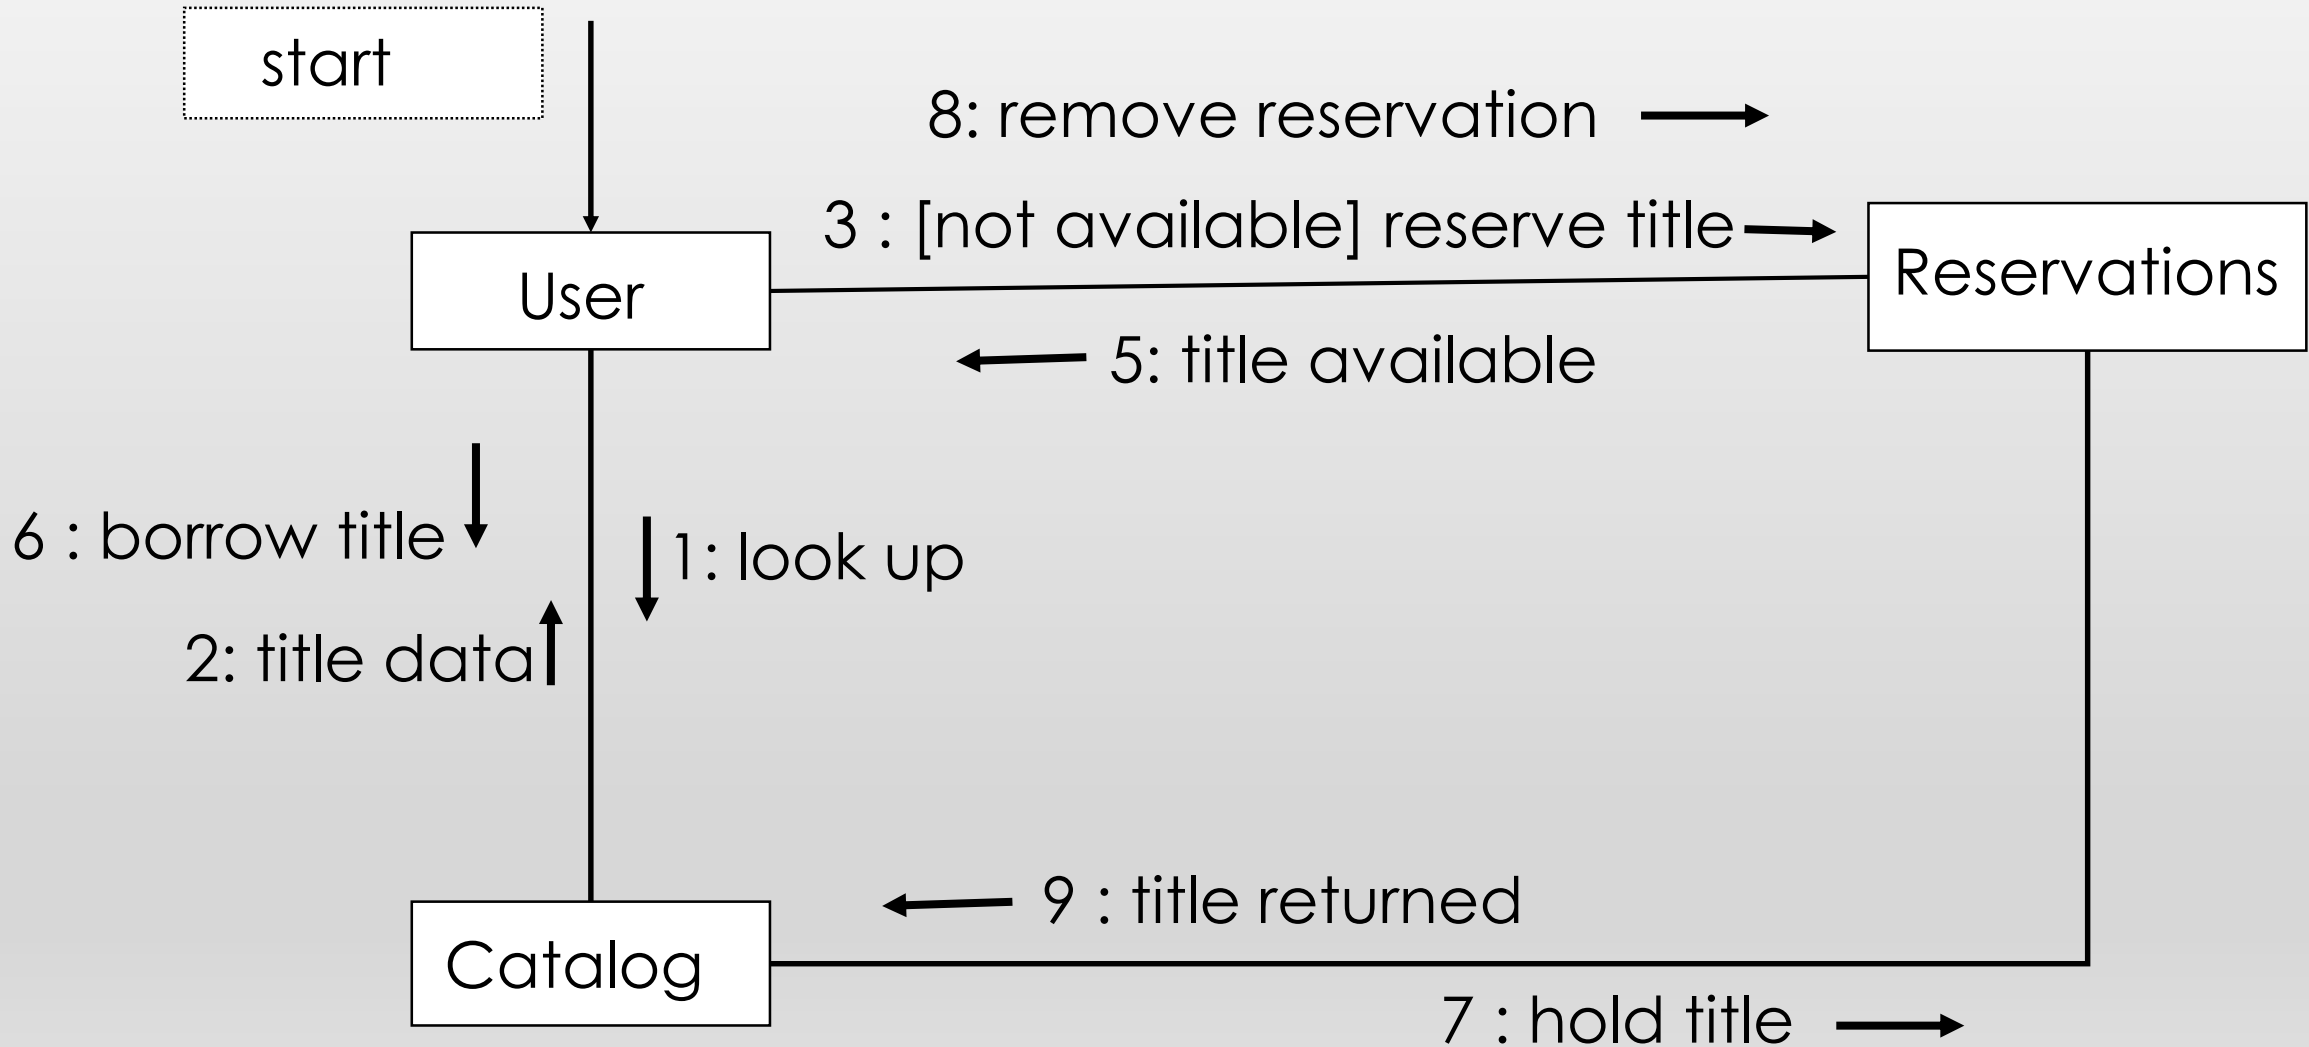 start
8: remove reservation
3 : [not available] reserve title
Reservations
User
5: title available
6 : borrow title
1: look up
2: title data
9 : title returned
Catalog
7 : hold title